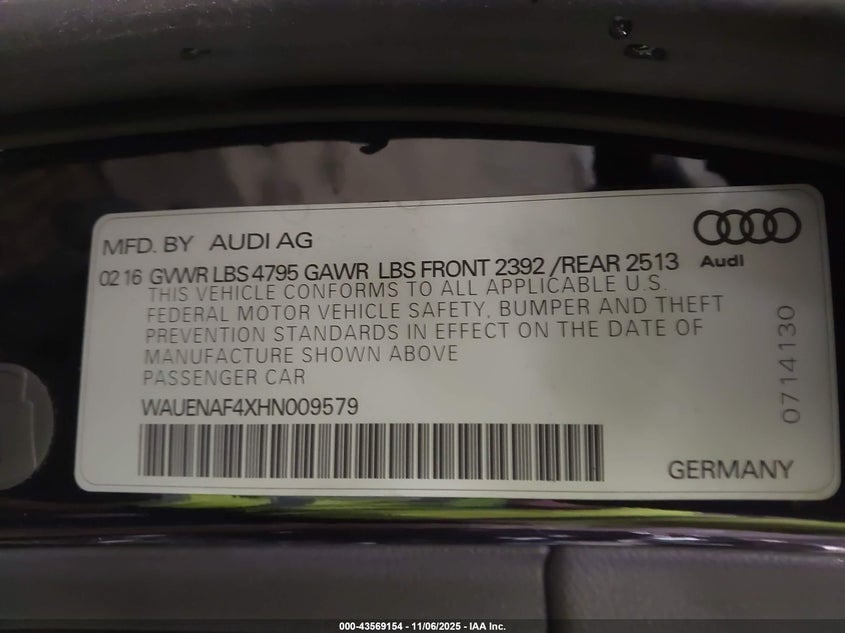 MFD. BY AUDI AG
Audi
02 16 GVWR LBS 4795 GAWR LBS FRONT 2392 /REAR 2513
THIS VEHICLE CONFORMS TO ALL APPLICABLE U.S.
FEDERAL MOTOR VEHICLE SAFETY, BUMPER AND THEFT
PREVENTION STANDARDS IN EFFECT ON THE DATE OF
MANUFACTURE SHOWN ABOVE
PASSENGER CAR
0714130
WAUENAF4XHN009579
GERMANY
000-43569154 - 11/06/2025 - IAA Inc.